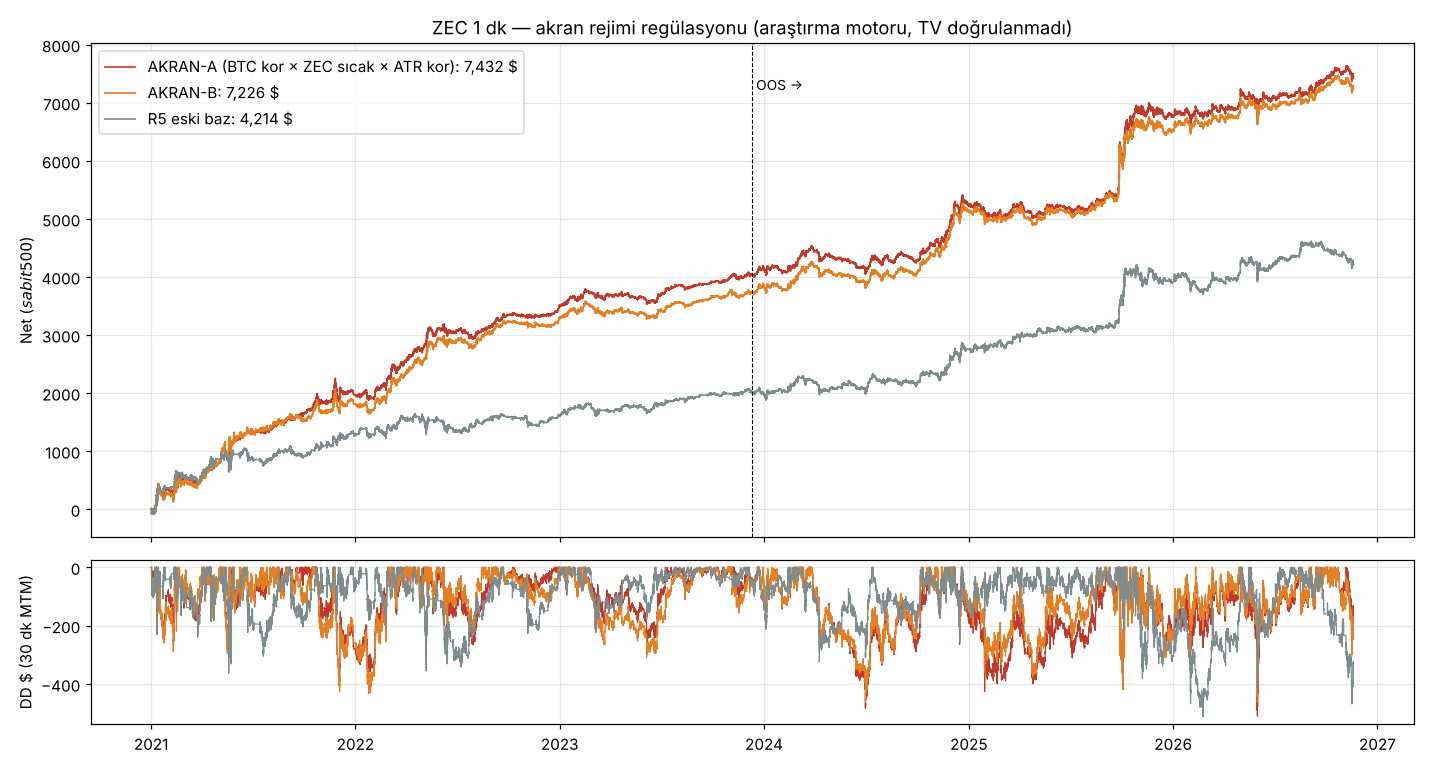 ZEC 1 dk — akran rejimi regülasyonu (araştırma motoru, TV doğrulanmadı)
AKRAN-A (BTC kor × ZEC sıcak × ATR kor): 7,432 $
AKRAN-B: 7,226 $
R5 eski baz: 4,214 $
OOS →
Net (sabit500)
8000
7000
6000
5000
4000
3000
2000
1000
0
DD $ (30 dk MTM)
0
−200
−400
2021
2022
2023
2024
2025
2026
2027